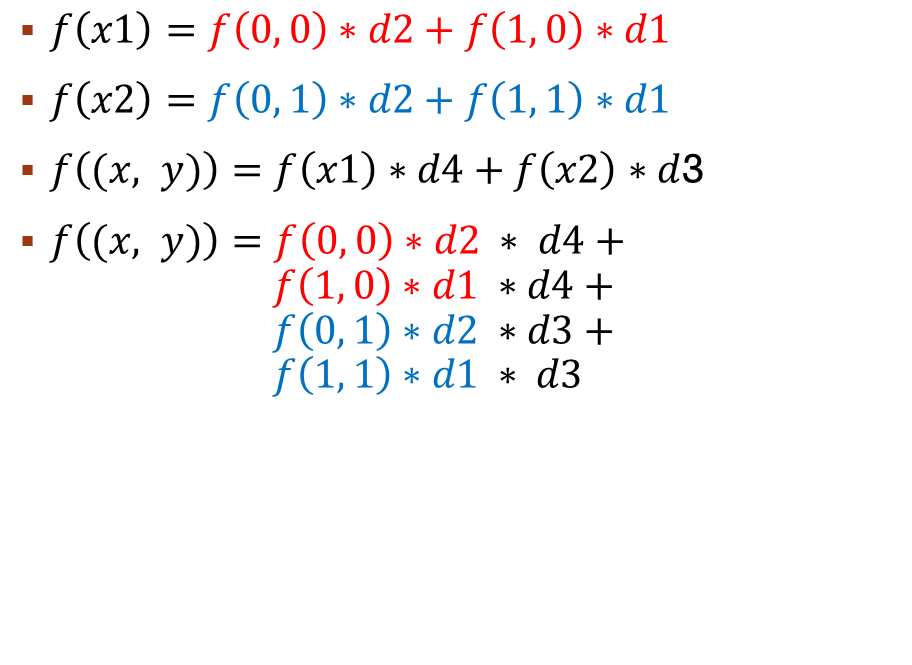 ▪ f(x1) = f(0,0) ∗ d2 + f(1,0) ∗ d1
▪ f(x2) = f(0,1) ∗ d2 + f(1,1) ∗ d1
▪ f((x, y)) = f(x1) ∗ d4 + f(x2) ∗ d3
▪ f((x, y)) = f(0,0) ∗ d2 ∗ d4 +
f(1,0) ∗ d1 ∗ d4 +
f(0,1) ∗ d2 ∗ d3 +
f(1,1) ∗ d1 ∗ d3